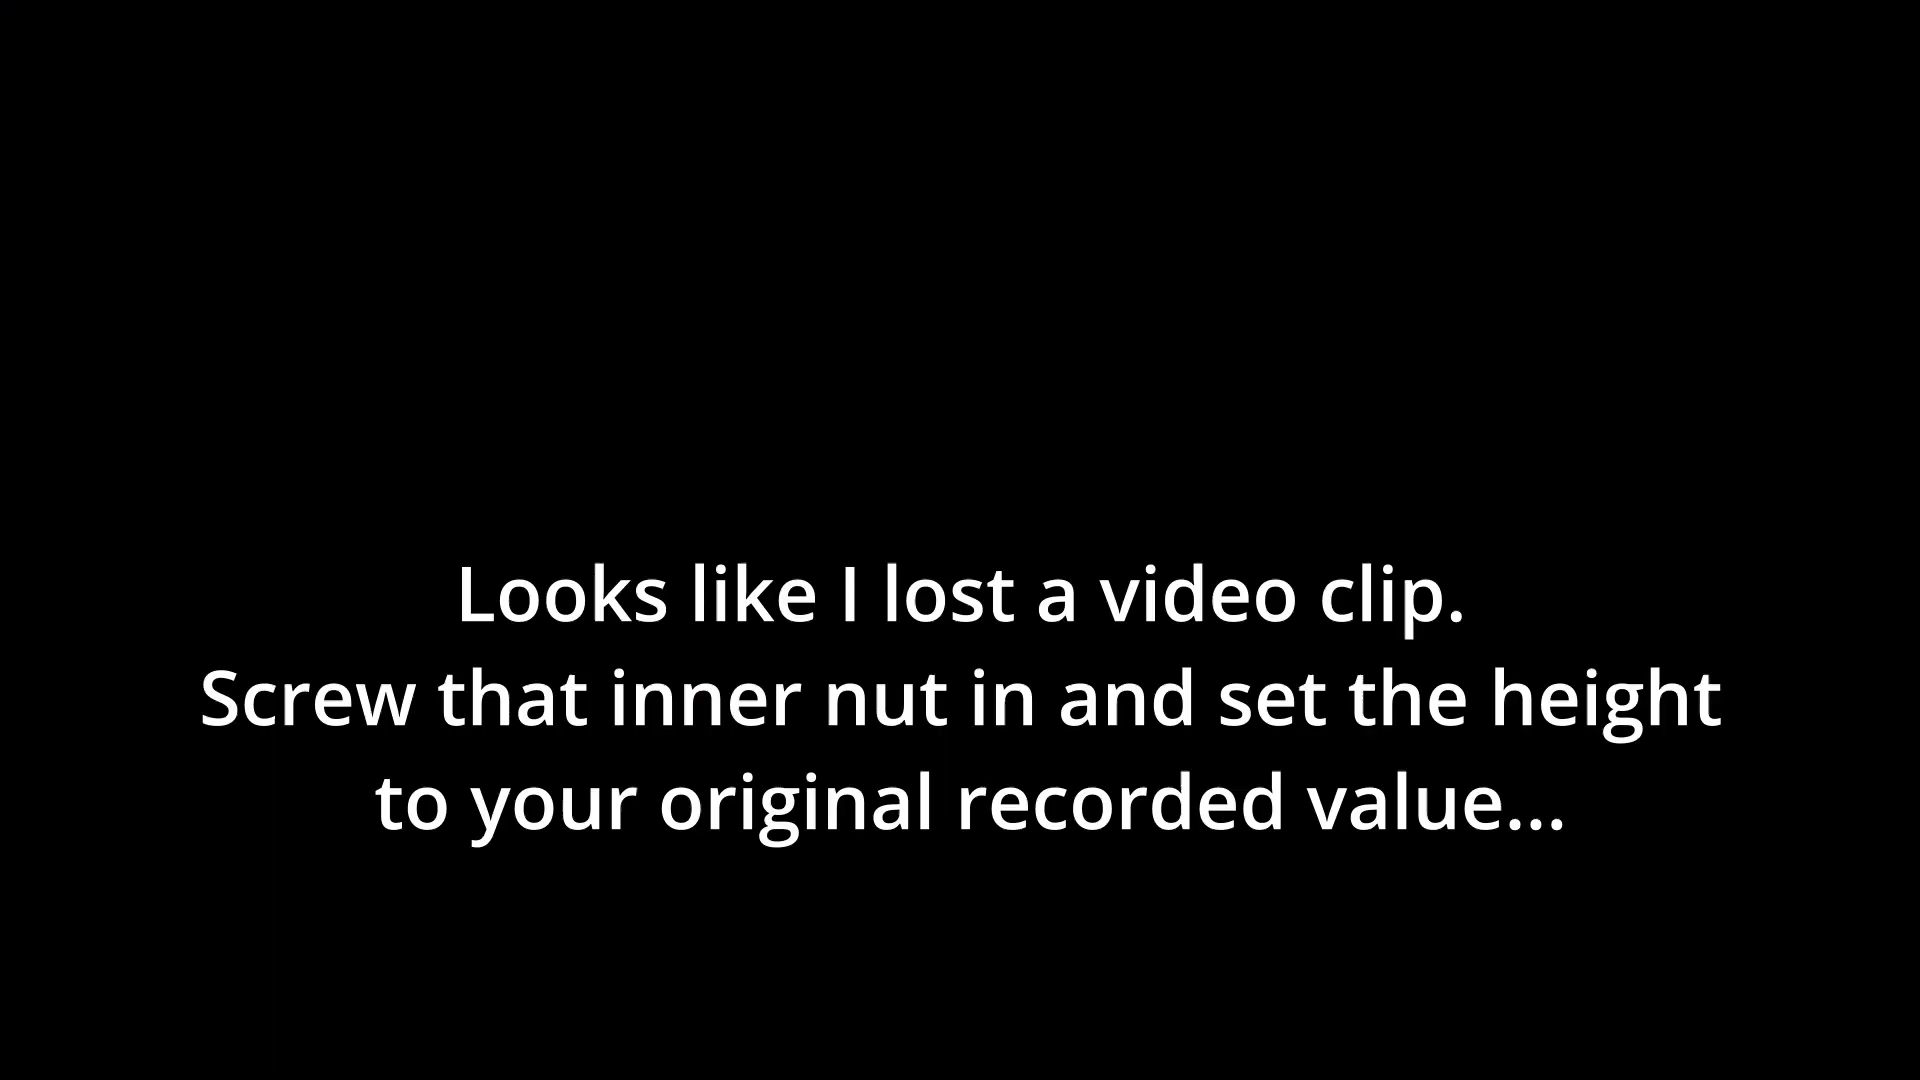 Looks like I lost a video clip.
Screw that inner nut in and set the height
to your original recorded value...